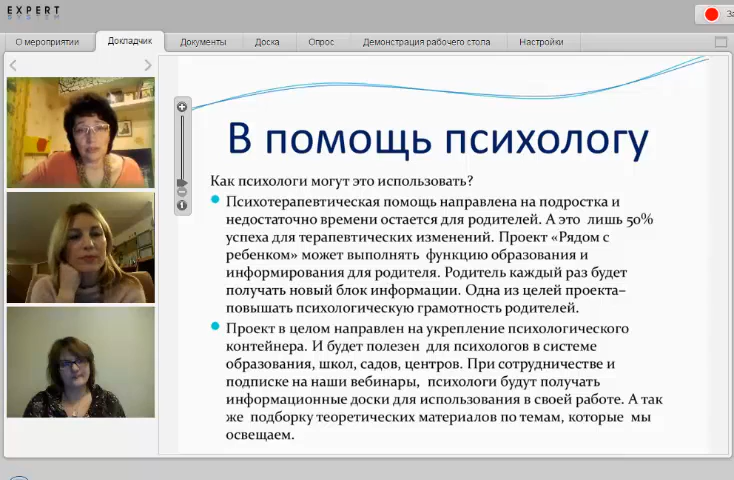 EXPERT
SYSTEM
За
О мероприятии
Докладчик
Документы
Доска
Опрос
Демонстрация рабочего стола
Настройки
В помощь психологу
Как психологи могут это использовать?
Психотерапевтическая помощь направлена на подростка и
недостаточно времени остается для родителей. А это лишь 50%
успеха для терапевтических изменений. Проект «Рядом с
ребенком» может выполнять функцию образования и
информирования для родителя. Родитель каждый раз будет
получать новый блок информации. Одна из целей проекта–
повышать психологическую грамотность родителей.
Проект в целом направлен на укрепление психологического
контейнера. И будет полезен для психологов в системе
образования, школ, садов, центров. При сотрудничестве и
подписке на наши вебинары, психологи будут получать
информационные доски для использования в своей работе. А так
же подборку теоретических материалов по темам, которые мы
освещаем.